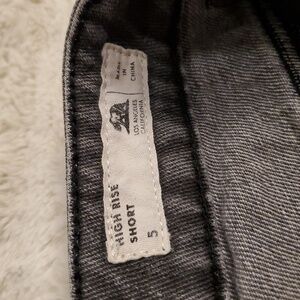 MADE
IN
CHINA
LOS ANGELES
CALIFORNIA
HIGH RISE
SHORT
5